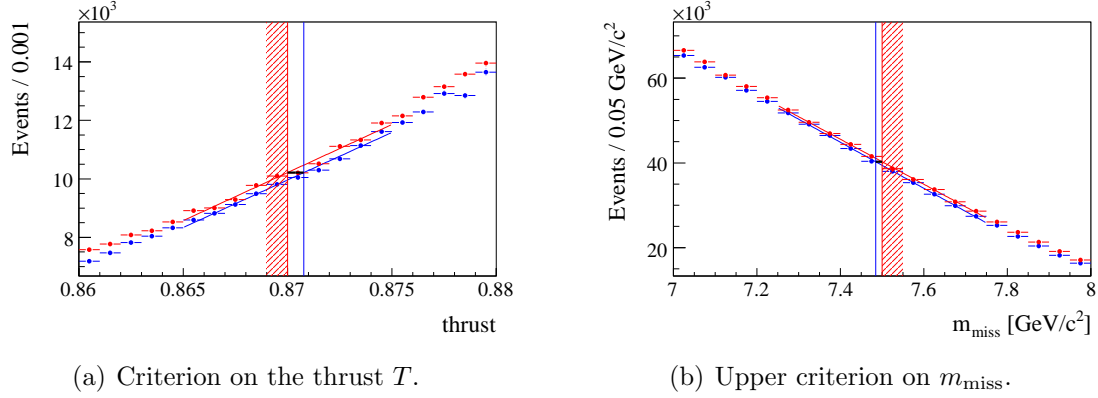 ×10³
Events / 0.001
14
12
10
8
0.86 0.865 0.87 0.875 0.88
thrust
(a) Criterion on the thrust T.
×10³
Events / 0.05 GeV/c²
60
40
20
7 7.2 7.4 7.6 7.8 8
m_miss [GeV/c²]
(b) Upper criterion on m_miss.